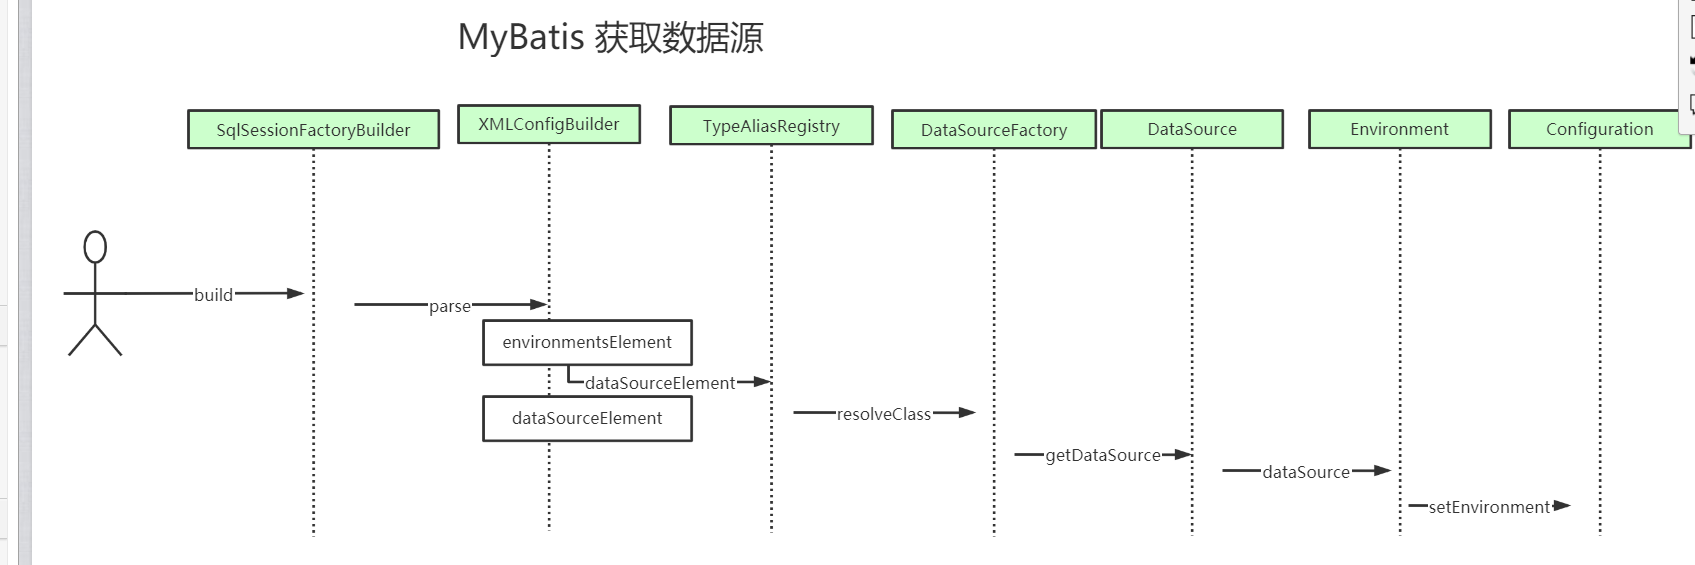 MyBatis 获取数据源
SqlSessionFactoryBuilder
XMLConfigBuilder
TypeAliasRegistry
DataSourceFactory
DataSource
Environment
Configuration
build
parse
environmentsElement
dataSourceElement
resolveClass
dataSourceElement
getDataSource
dataSource
setEnvironment